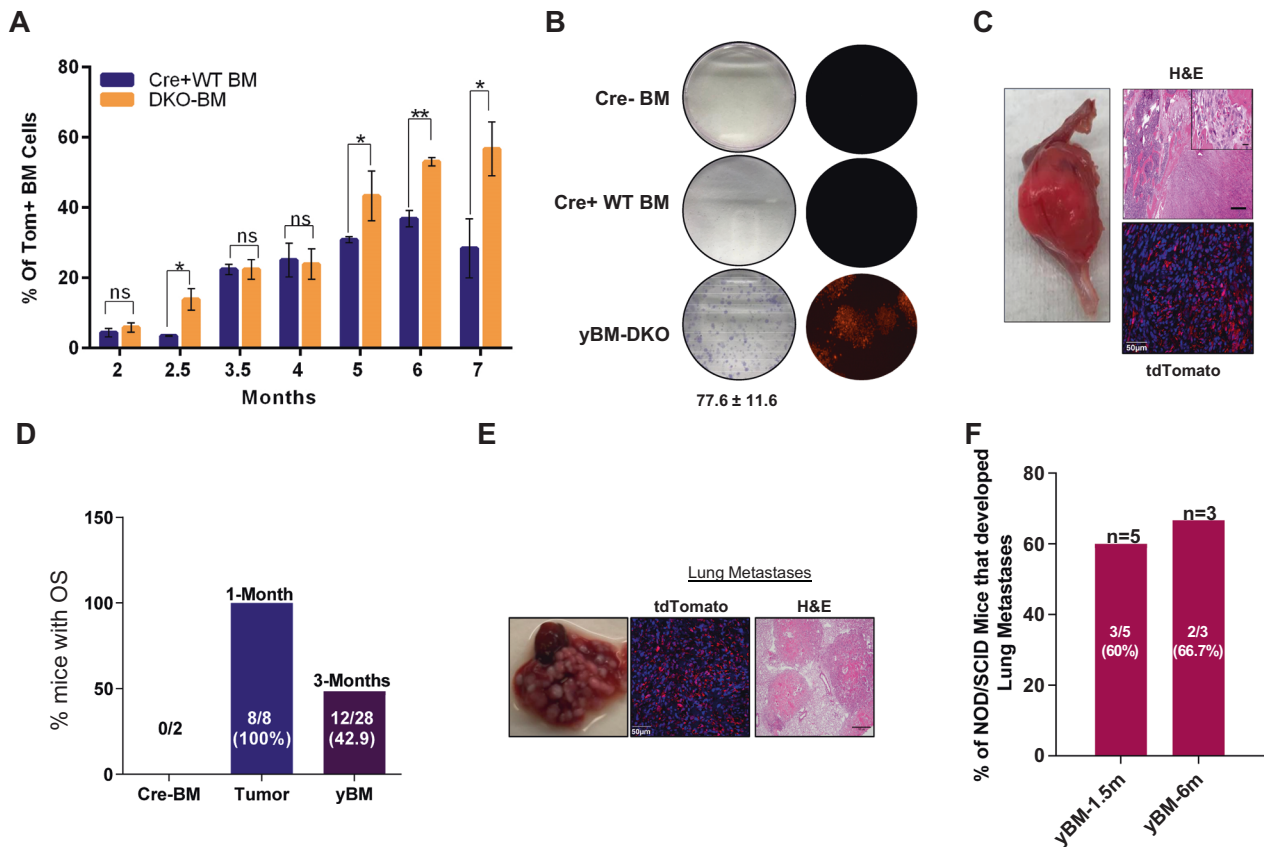 A
80
60
40
20
0
% Of Tom+ BM Cells
Cre+WT BM
DKO-BM
ns
*
ns
ns
*
**
*
2
2.5
3.5
4
5
6
7
Months
B
Cre- BM
Cre+ WT BM
yBM-DKO
77.6 ± 11.6
C
H&E
50µm
tdTomato
D
% mice with OS
150
100
50
0
0/2
1-Month
8/8
(100%)
3-Months
12/28
(42.9)
Cre-BM
Tumor
yBM
E
Lung Metastases
tdTomato
H&E
50µm
F
% of NOD/SCID Mice that developed
Lung Metastases
80
60
40
20
0
n=5
3/5
(60%)
n=3
2/3
(66.7%)
yBM-1.5m
yBM-6m